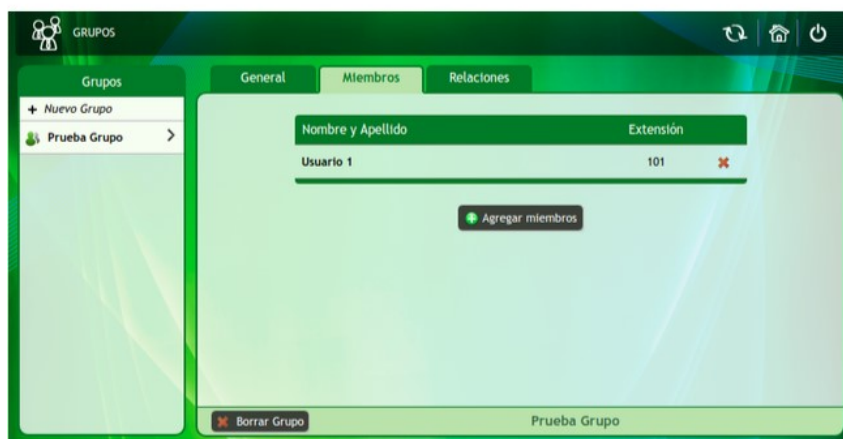 GRUPOS
Grupos
+ Nuevo Grupo
Prueba Grupo
General
Miembros
Relaciones
Nombre y Apellido Extensión
Usuario 1 101
Agregar miembros
Borrar Grupo
Prueba Grupo